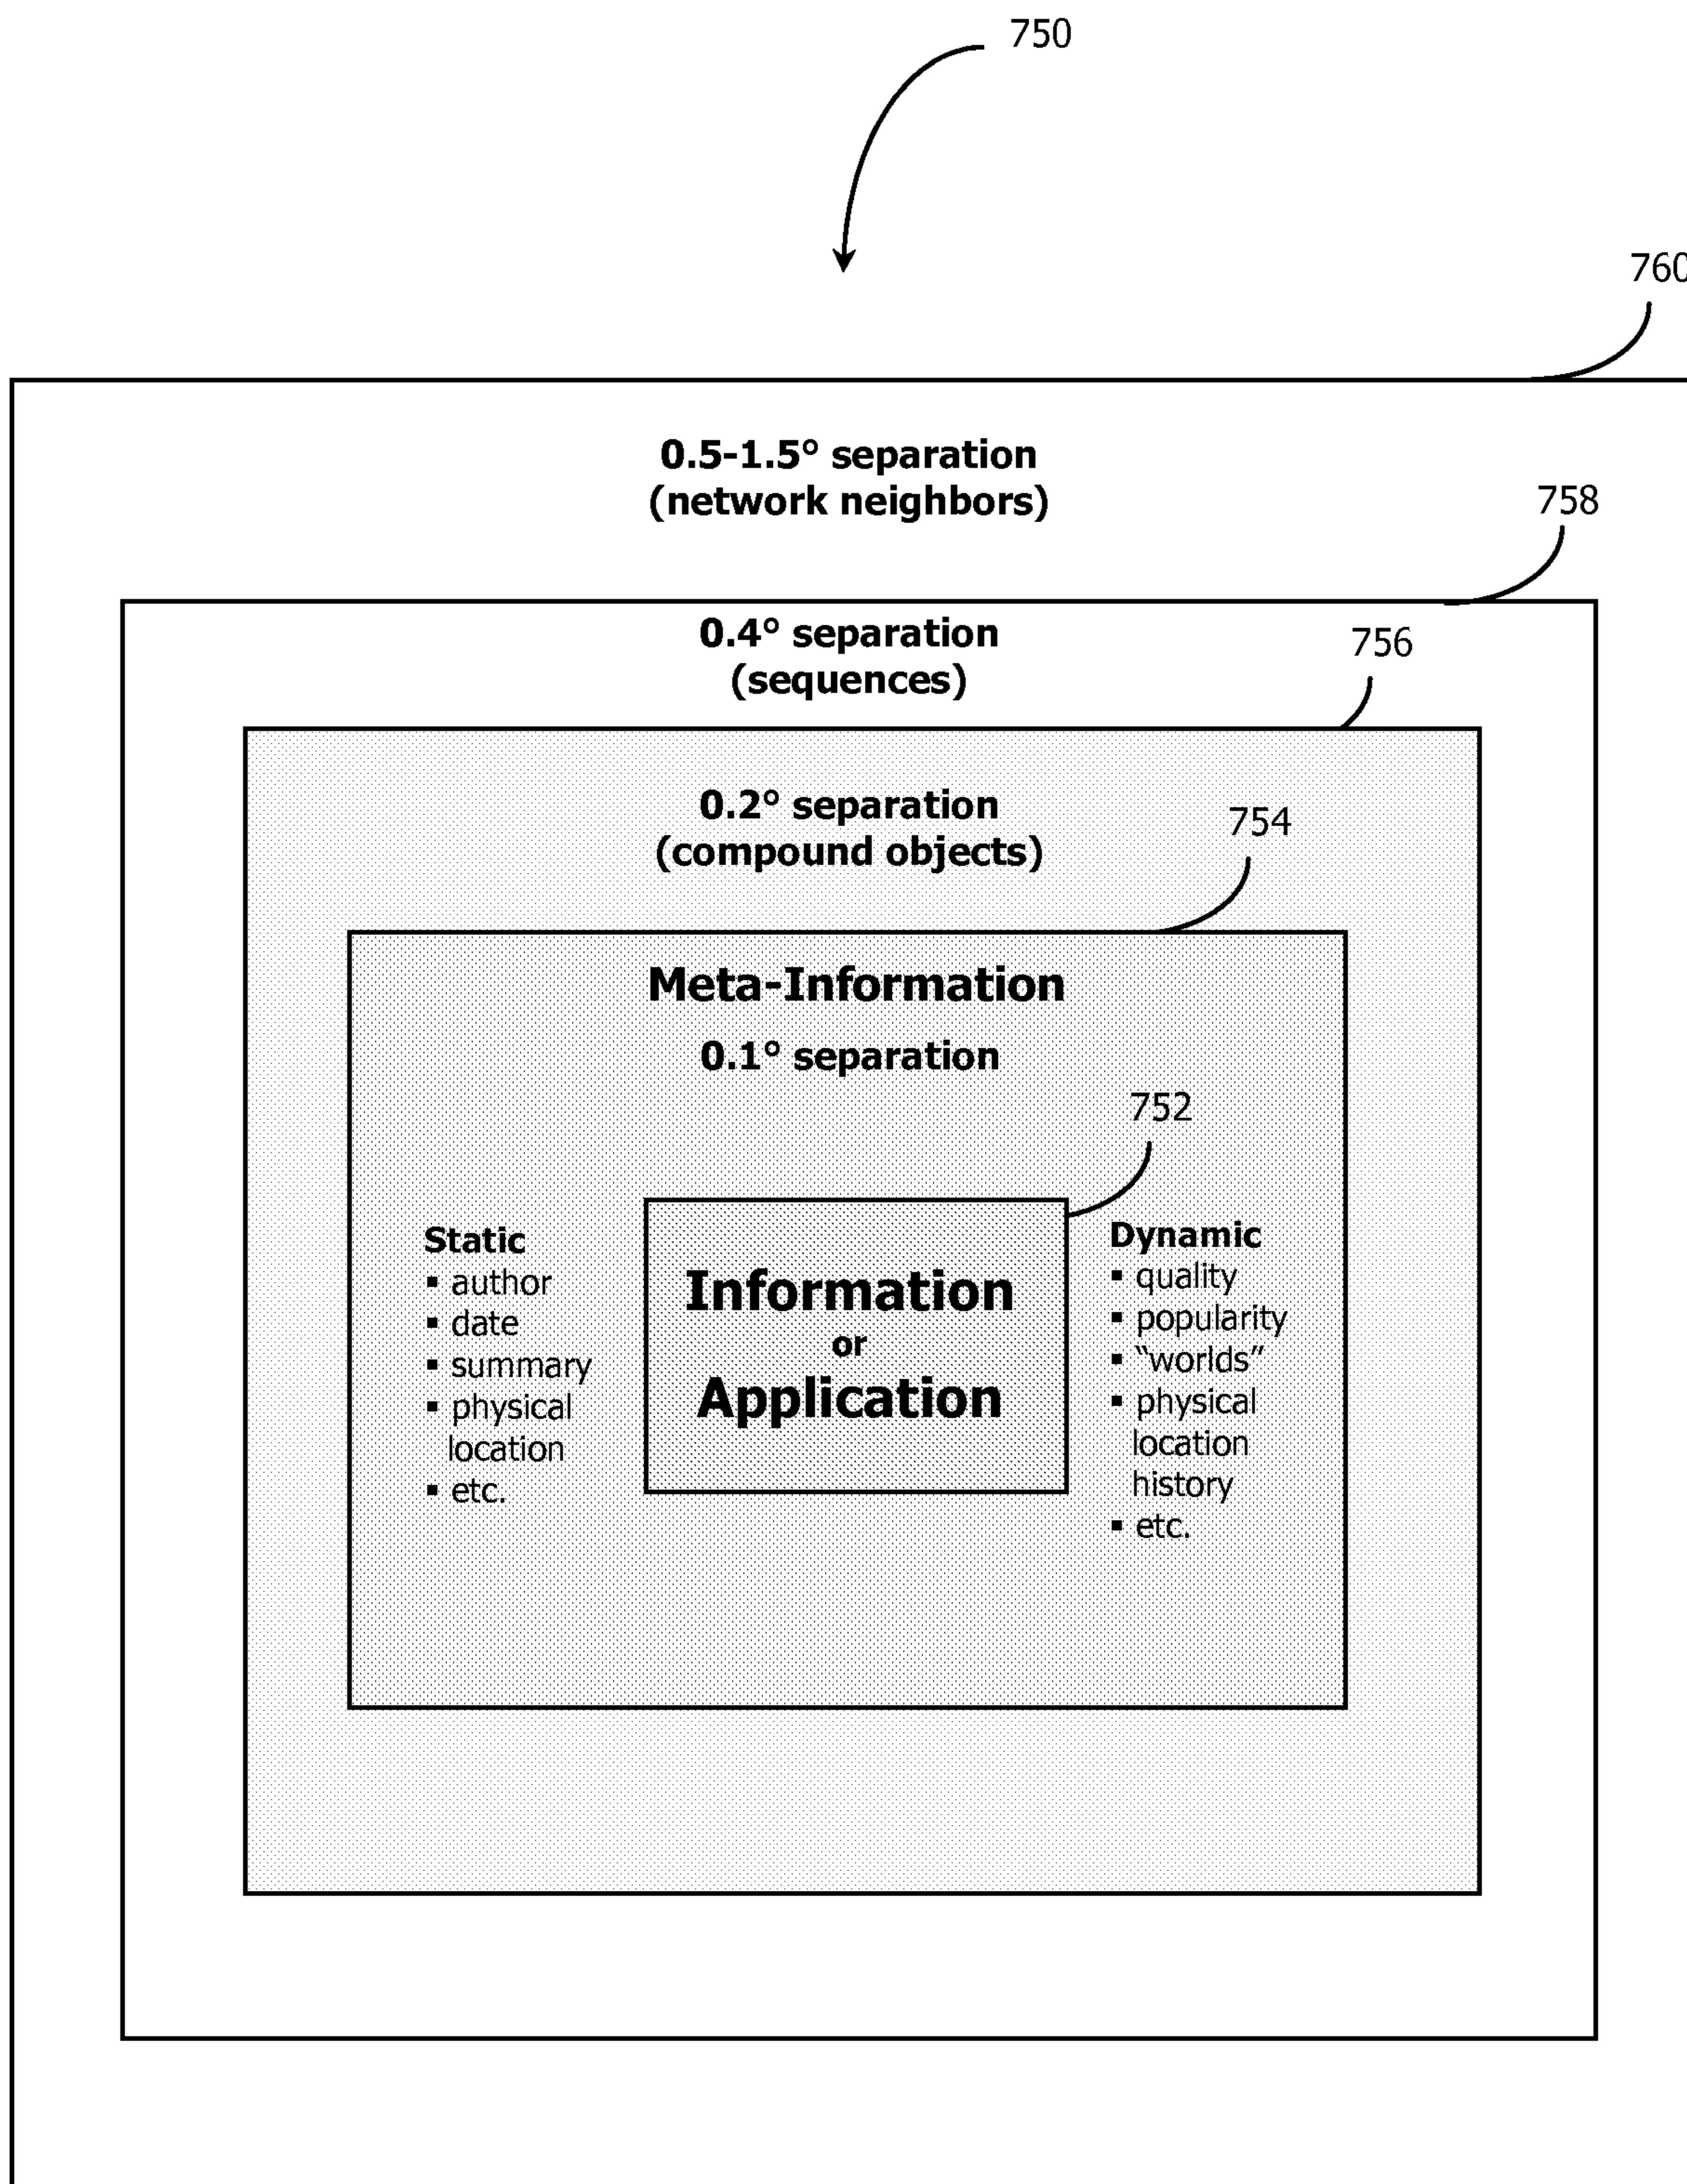 750
760
0.5-1.5° separation
(network neighbors)
758
0.4° separation
(sequences)
756
0.2° separation
(compound objects)
754
Meta-Information
0.1° separation
752
Static
▪ author
▪ date
▪ summary
▪ physical
location
▪ etc.
Information
or
Application
Dynamic
▪ quality
▪ popularity
▪ “worlds”
▪ physical
location
history
▪ etc.